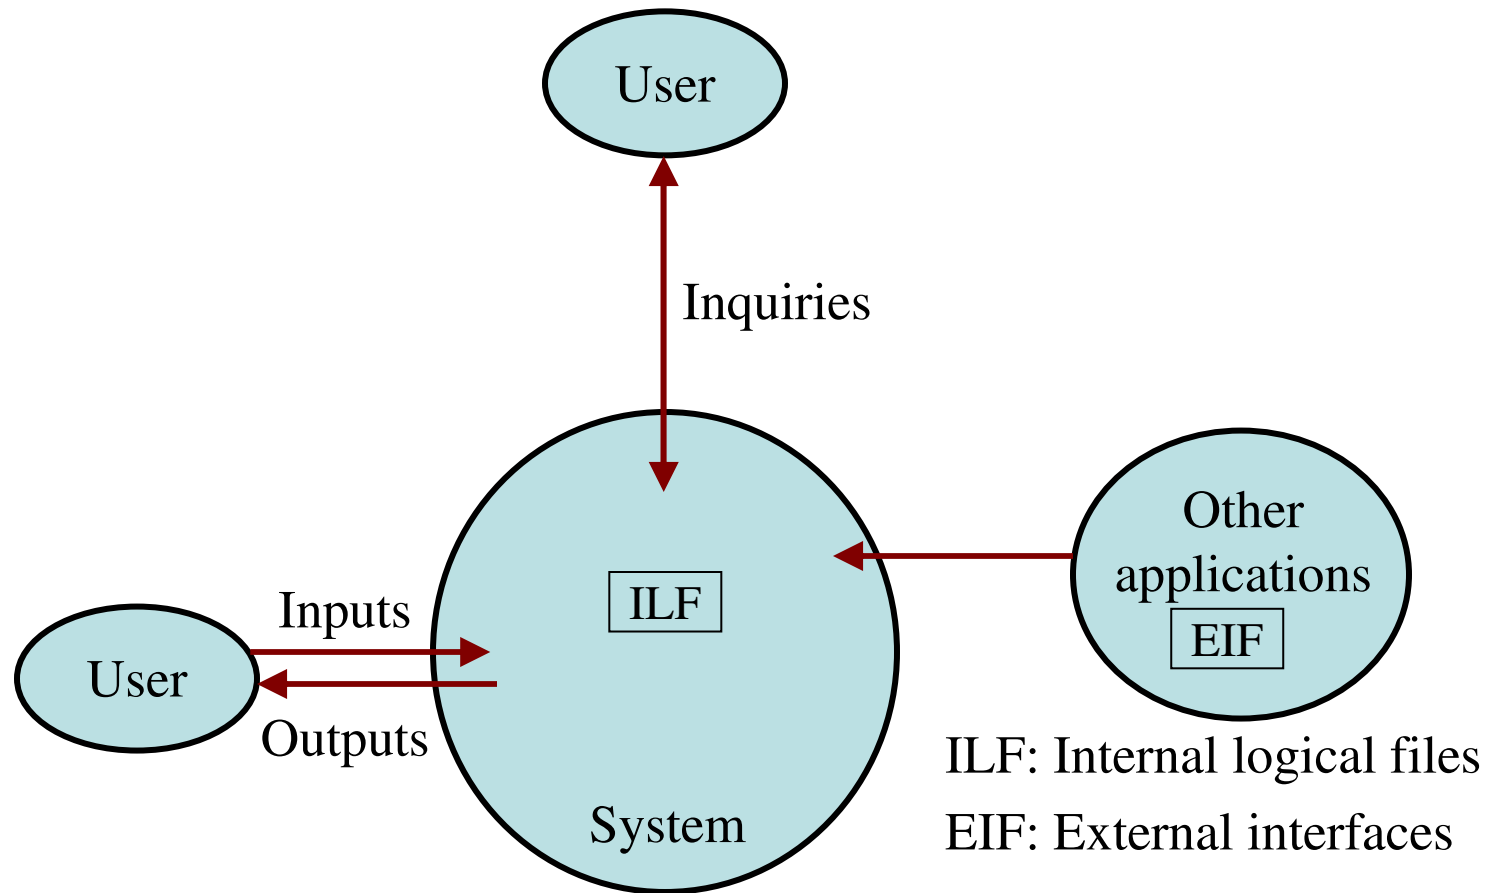 User
Inquiries
Other
applications
EIF
ILF
Inputs
User
Outputs
System
ILF: Internal logical files
EIF: External interfaces